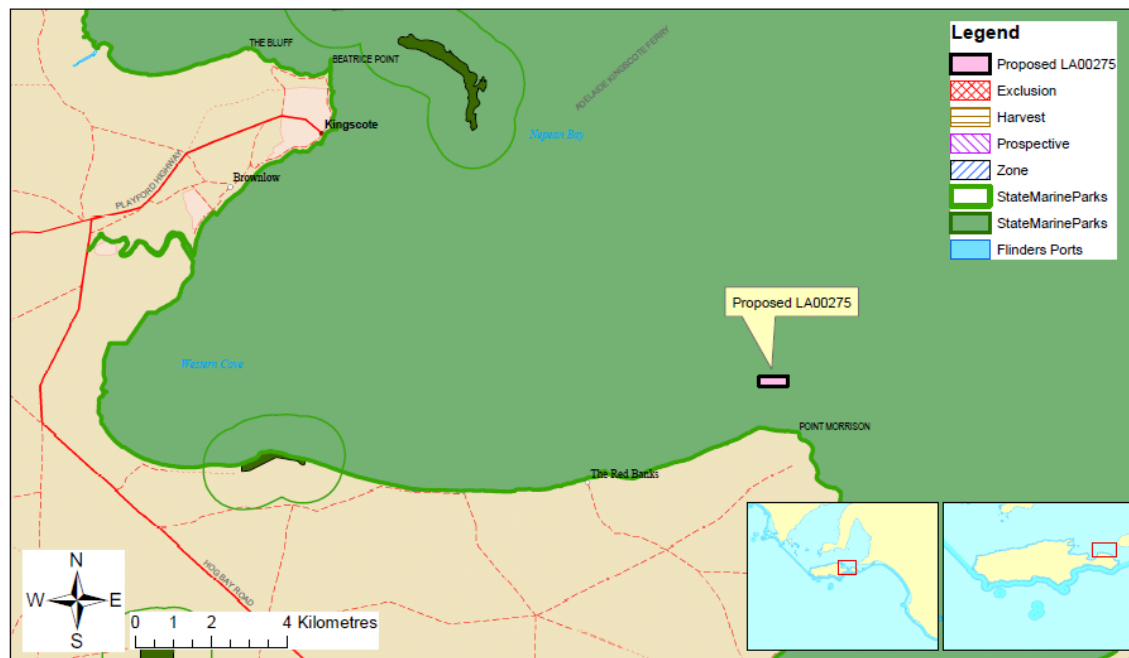 THE BLUFF
BEATRICE POINT
ADELAIDE KINGSCOTE FERRY
Kingscote
Nepean Bay
PLAYFORD HIGHWAY
Brownlow
Western Cove
Proposed LA00275
POINT MORRISON
The Red Banks
HOG BAY ROAD
Legend
Proposed LA00275
Exclusion
Harvest
Prospective
Zone
StateMarineParks
StateMarineParks
Flinders Ports
N
W E
S
0 1 2 4 Kilometres